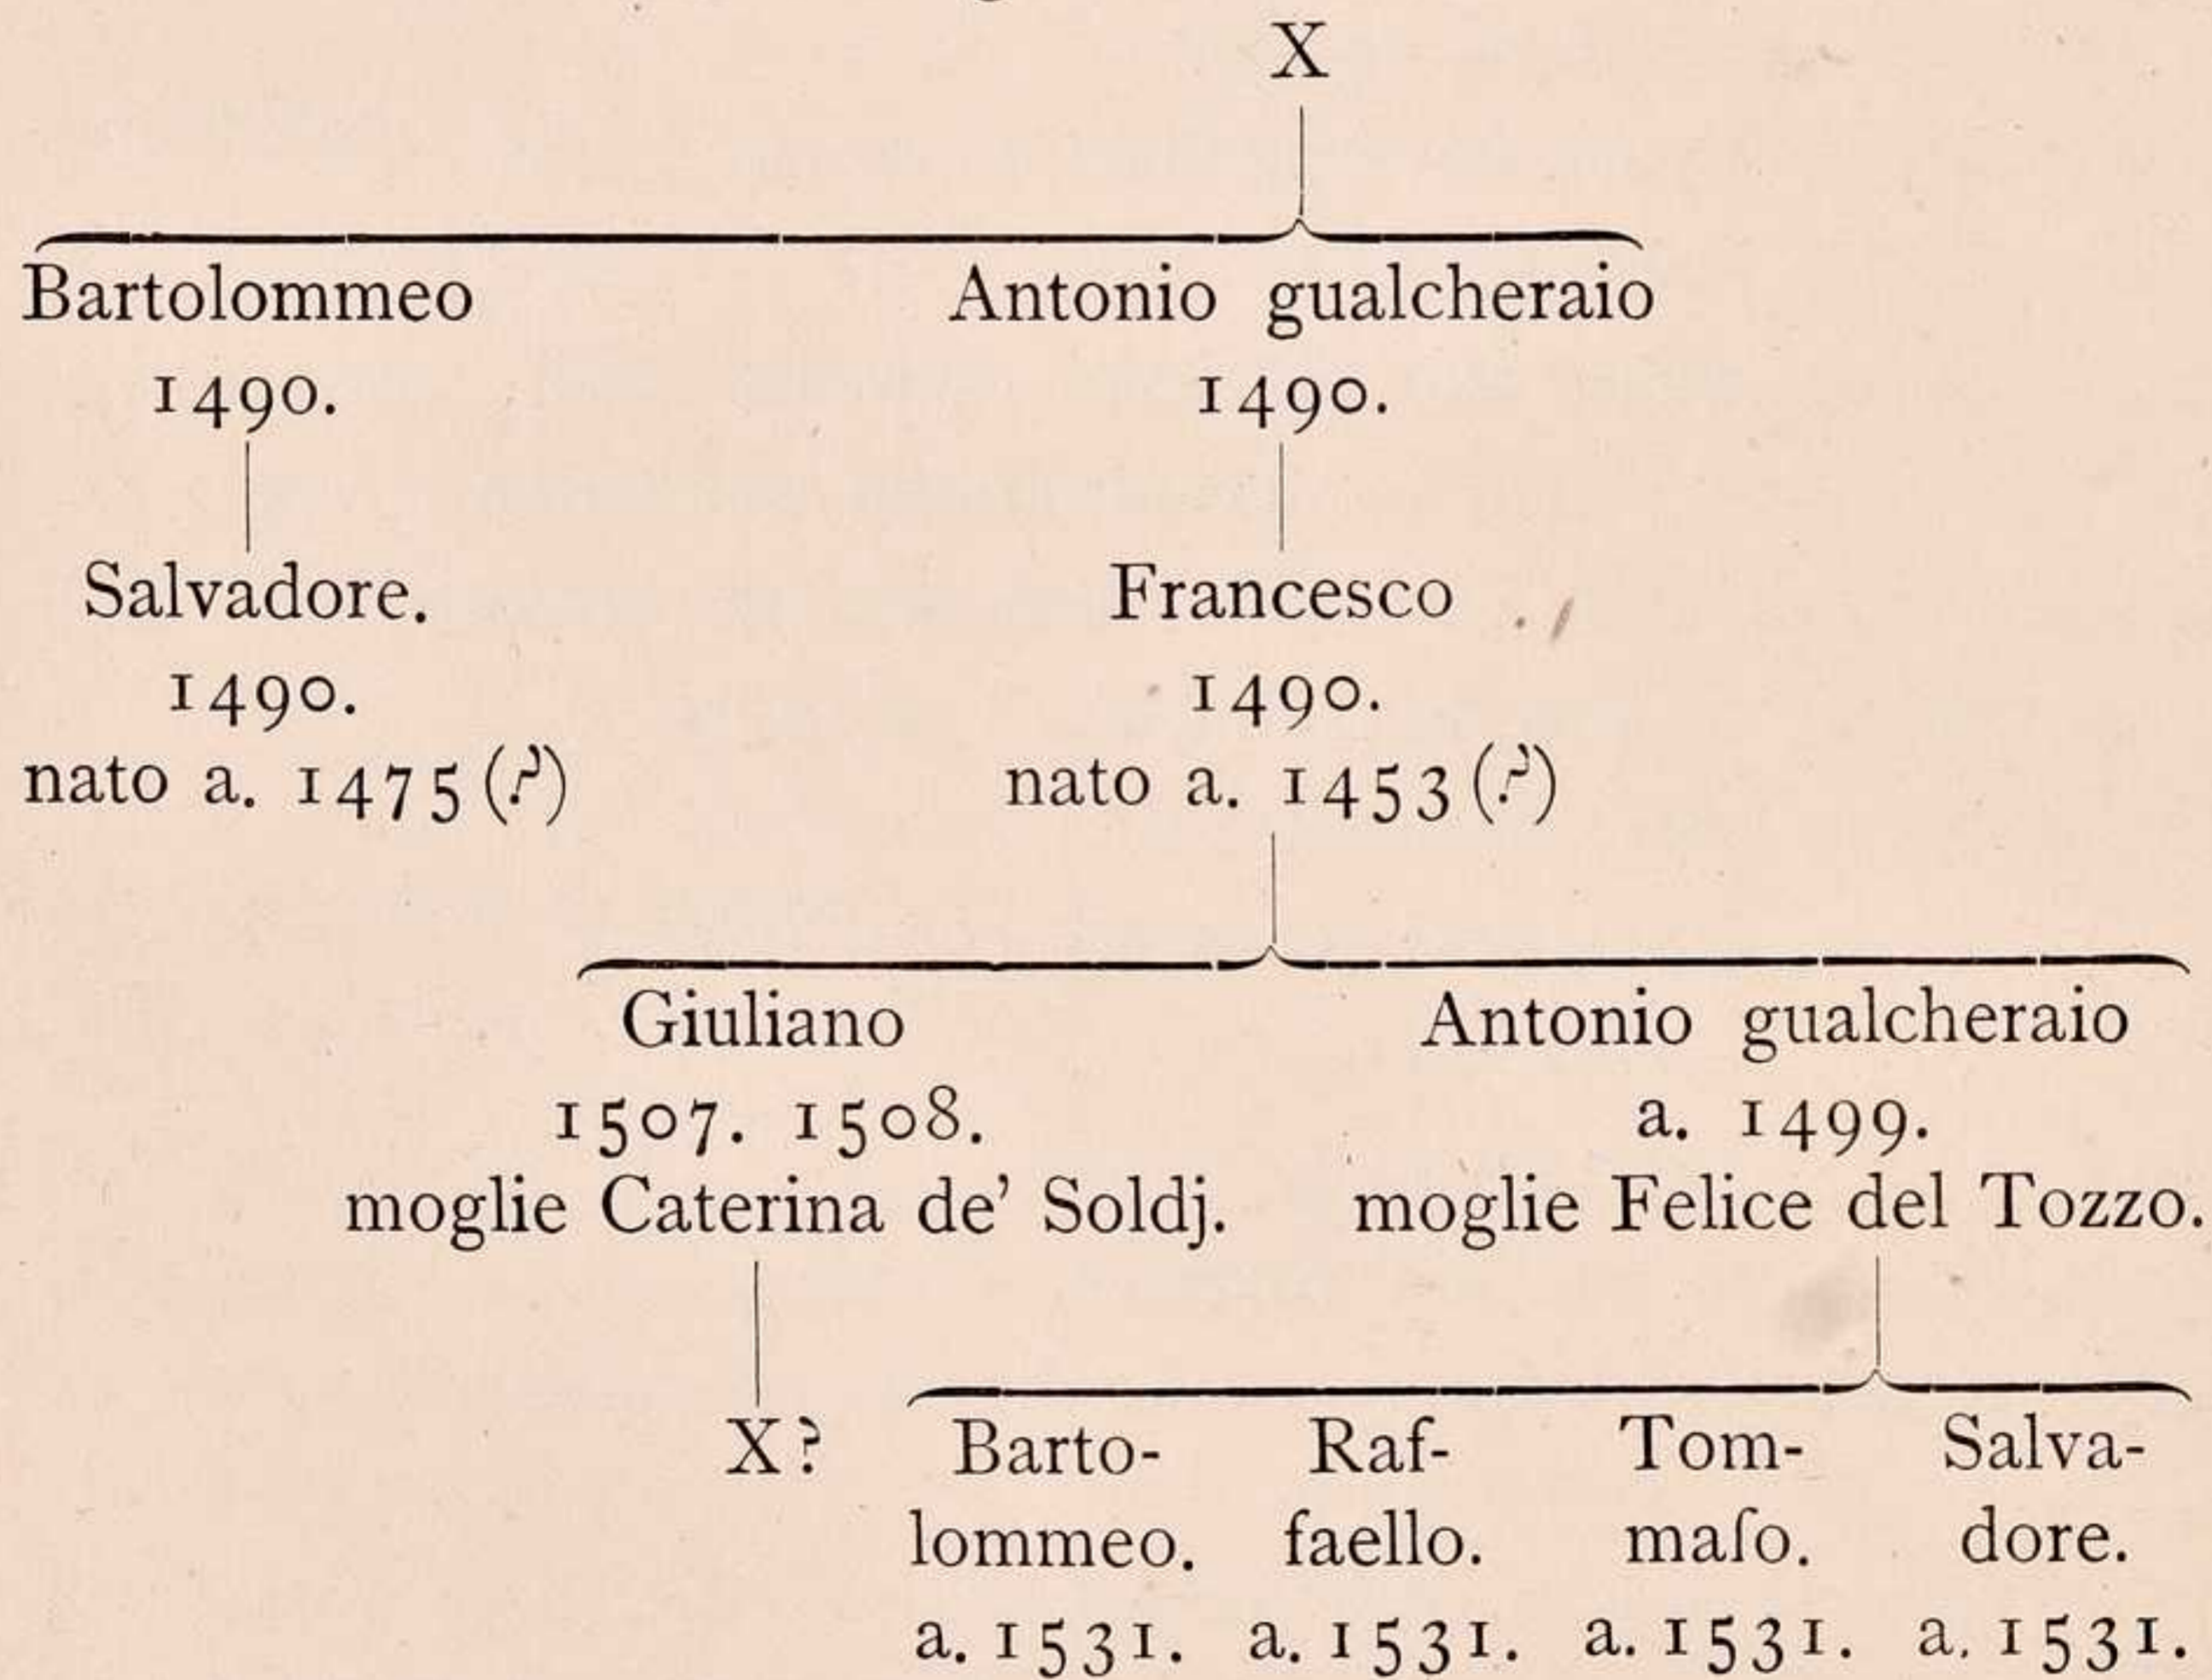 X
Bartolommeo Antonio gualcheraio
1490. 1490.
Salvadore. Francesco
1490. 1490.
nato a. 1475 (?) nato a. 1453 (?)
Giuliano Antonio gualcheraio
1507. 1508. a. 1499.
moglie Caterina de’ Soldj. moglie Felice del Tozzo.
X? Barto- Raf- Tom- Salva-
lommeo. faello. maſo. dore.
a. 1531. a. 1531. a. 1531. a. 1531.